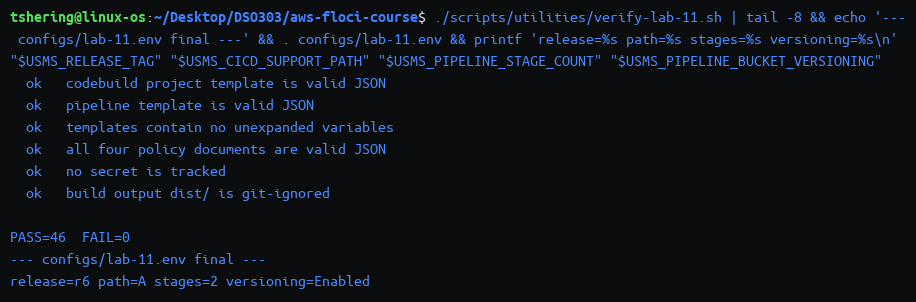 tshering@linux-os:~/Desktop/DSO303/aws-floci-course$ ./scripts/utilities/verify-lab-11.sh | tail -8 && echo '---
 configs/lab-11.env final ---' && . configs/lab-11.env && printf 'release=%s path=%s stages=%s versioning=%s\n'
"$USMS_RELEASE_TAG" "$USMS_CICD_SUPPORT_PATH" "$USMS_PIPELINE_STAGE_COUNT" "$USMS_PIPELINE_BUCKET_VERSIONING"
  ok   codebuild project template is valid JSON
  ok   pipeline template is valid JSON
  ok   templates contain no unexpanded variables
  ok   all four policy documents are valid JSON
  ok   no secret is tracked
  ok   build output dist/ is git-ignored

PASS=46  FAIL=0
--- configs/lab-11.env final ---
release=r6 path=A stages=2 versioning=Enabled